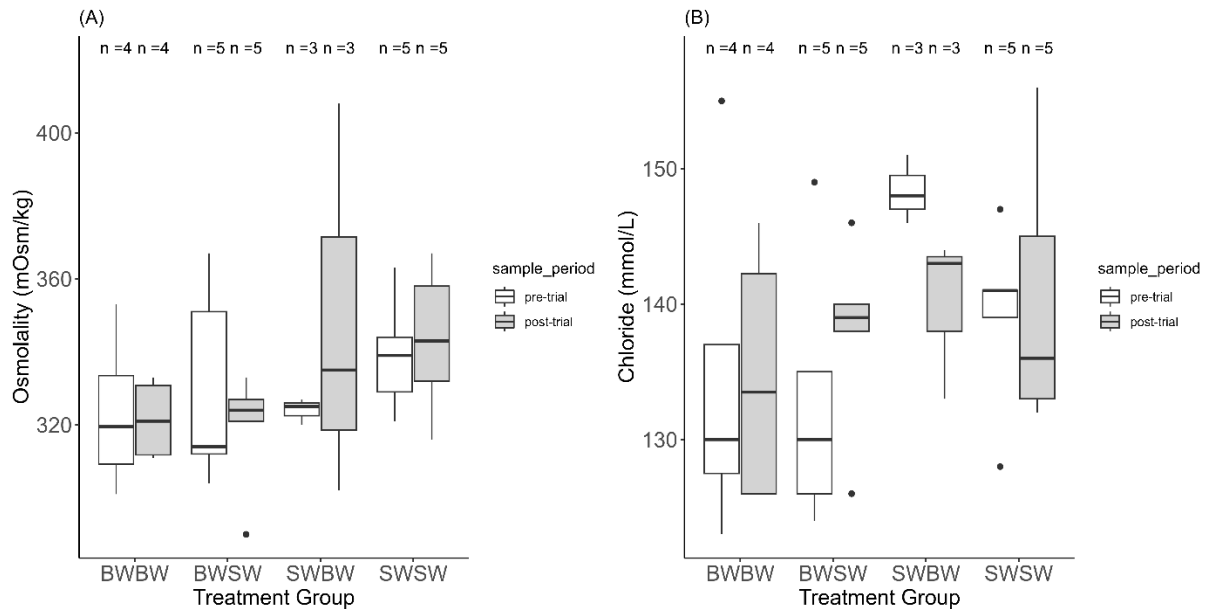 (A)
n =4 n =4 n =5 n =5 n =3 n =3 n =5 n =5
400
360
320
Osmolality (mOsm/kg)
BWBW BWSW SWBW SWSW
Treatment Group
sample_period
pre-trial
post-trial
(B)
n =4 n =4 n =5 n =5 n =3 n =3 n =5 n =5
150
140
130
Chloride (mmol/L)
BWBW BWSW SWBW SWSW
Treatment Group
sample_period
pre-trial
post-trial